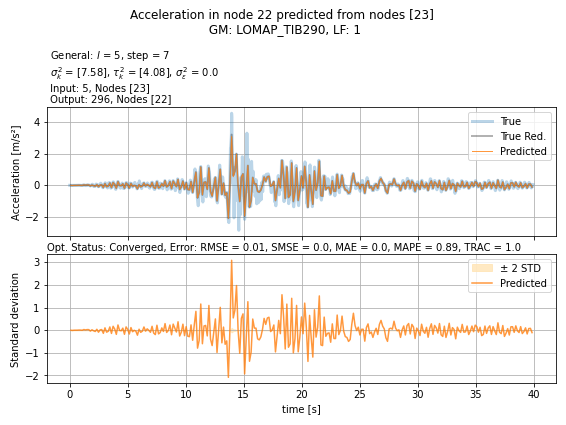 Acceleration in node 22 predicted from nodes [23]
GM: LOMAP_TIB290, LF: 1
General: l = 5, step = 7
σ²ₖ = [7.58], τ²ₖ = [4.08], σ²ₑ = 0.0
Input: 5, Nodes [23]
Output: 296, Nodes [22]
True
True Red.
Predicted
Acceleration [m/s²]
4
2
0
−2
Opt. Status: Converged, Error: RMSE = 0.01, SMSE = 0.0, MAE = 0.0, MAPE = 0.89, TRAC = 1.0
± 2 STD
Predicted
Standard deviation
3
2
1
0
−1
−2
0 5 10 15 20 25 30 35 40
time [s]